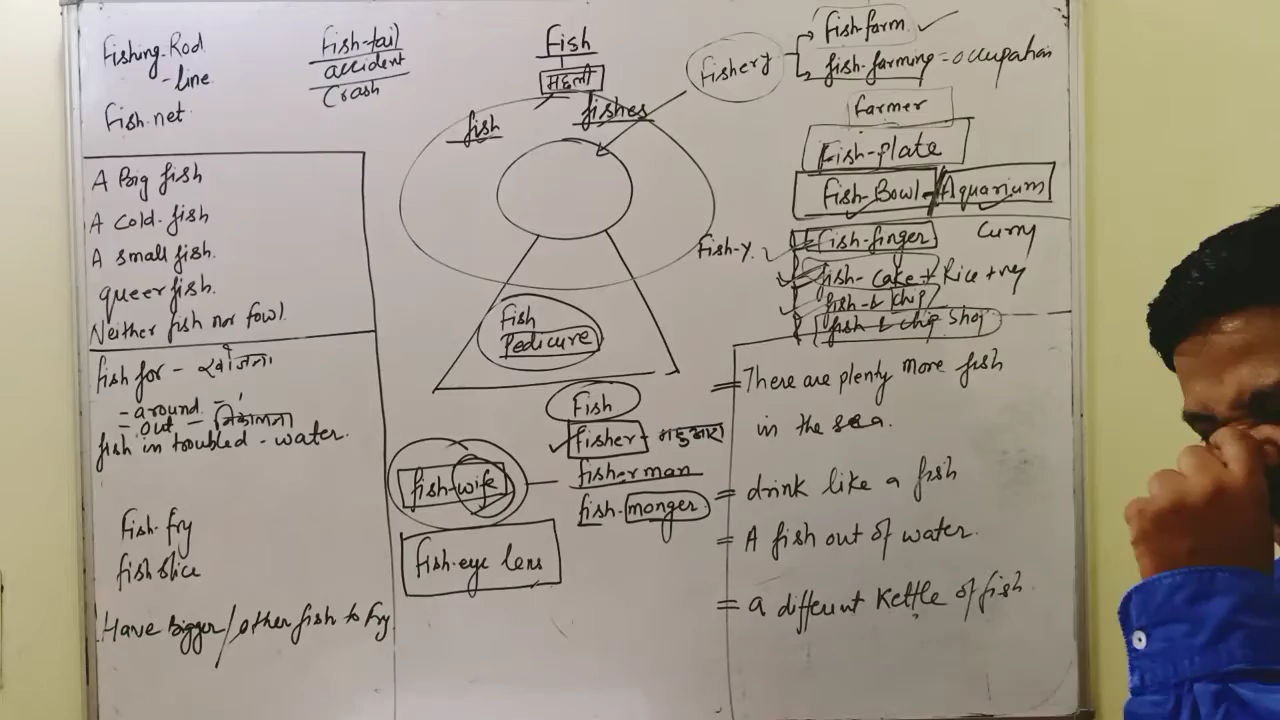 Fishing-Rod
-line
Fish-net
Fish-tail
accident
Crash
Fish
मछली
fish
fishes
Fishery
Fish-farm
fish-farming = occupation
farmer
Fish-plate
Fish-Bowl - Aquarium
Fish-y.
fish-finger
Curry
fish-cake + Rice +
fish-& chip
fish & chip shop
A Big fish
A cold-fish
A small fish.
queer fish.
Neither fish nor fowl
fish for - खोजना
-around -
-out - निकालना
fish in troubled-water.
Fish-fry
fish slice
Have bigger/other fish to fry
Fish
Pedicure
Fish
fisher - मछुआरा
fisherman
fish-monger
fish-wife
fish-eye lens
= There are plenty more fish
in the sea.
= drink like a fish
= A fish out of water.
= a different kettle of fish.